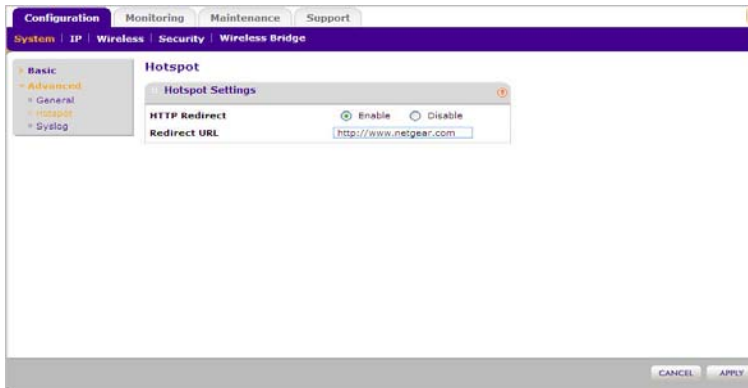 Configuration Monitoring Maintenance Support
System IP Wireless Security Wireless Bridge
Basic
Advanced
General
Hotspot
Syslog
Hotspot
Hotspot Settings
HTTP Redirect Enable Disable
Redirect URL http://www.netgear.com
CANCEL APPLY